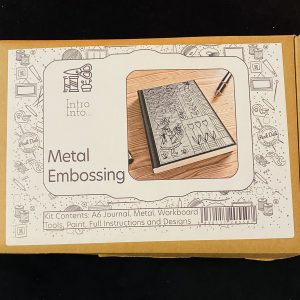 Intro
Into...
Metal
Embossing
Kit Contents: A6 Journal, Metal, Workboard
Tools, Paint, Full Instructions and Designs